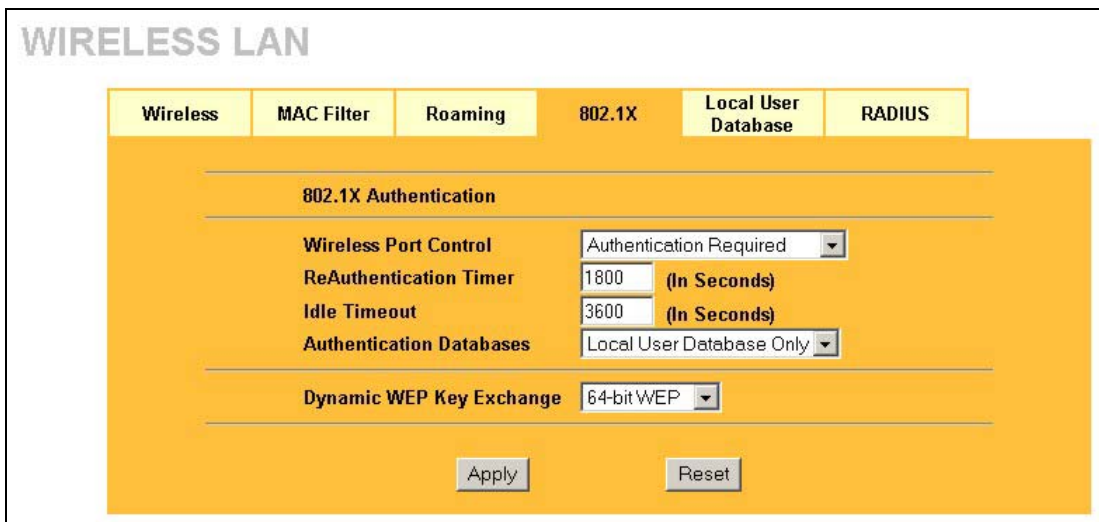 WIRELESS LAN
Wireless
MAC Filter
Roaming
802.1X
Local User
Database
RADIUS
802.1X Authentication
Wireless Port Control Authentication Required
ReAuthentication Timer 1800 (In Seconds)
Idle Timeout 3600 (In Seconds)
Authentication Databases Local User Database Only
Dynamic WEP Key Exchange 64-bit WEP
Apply Reset